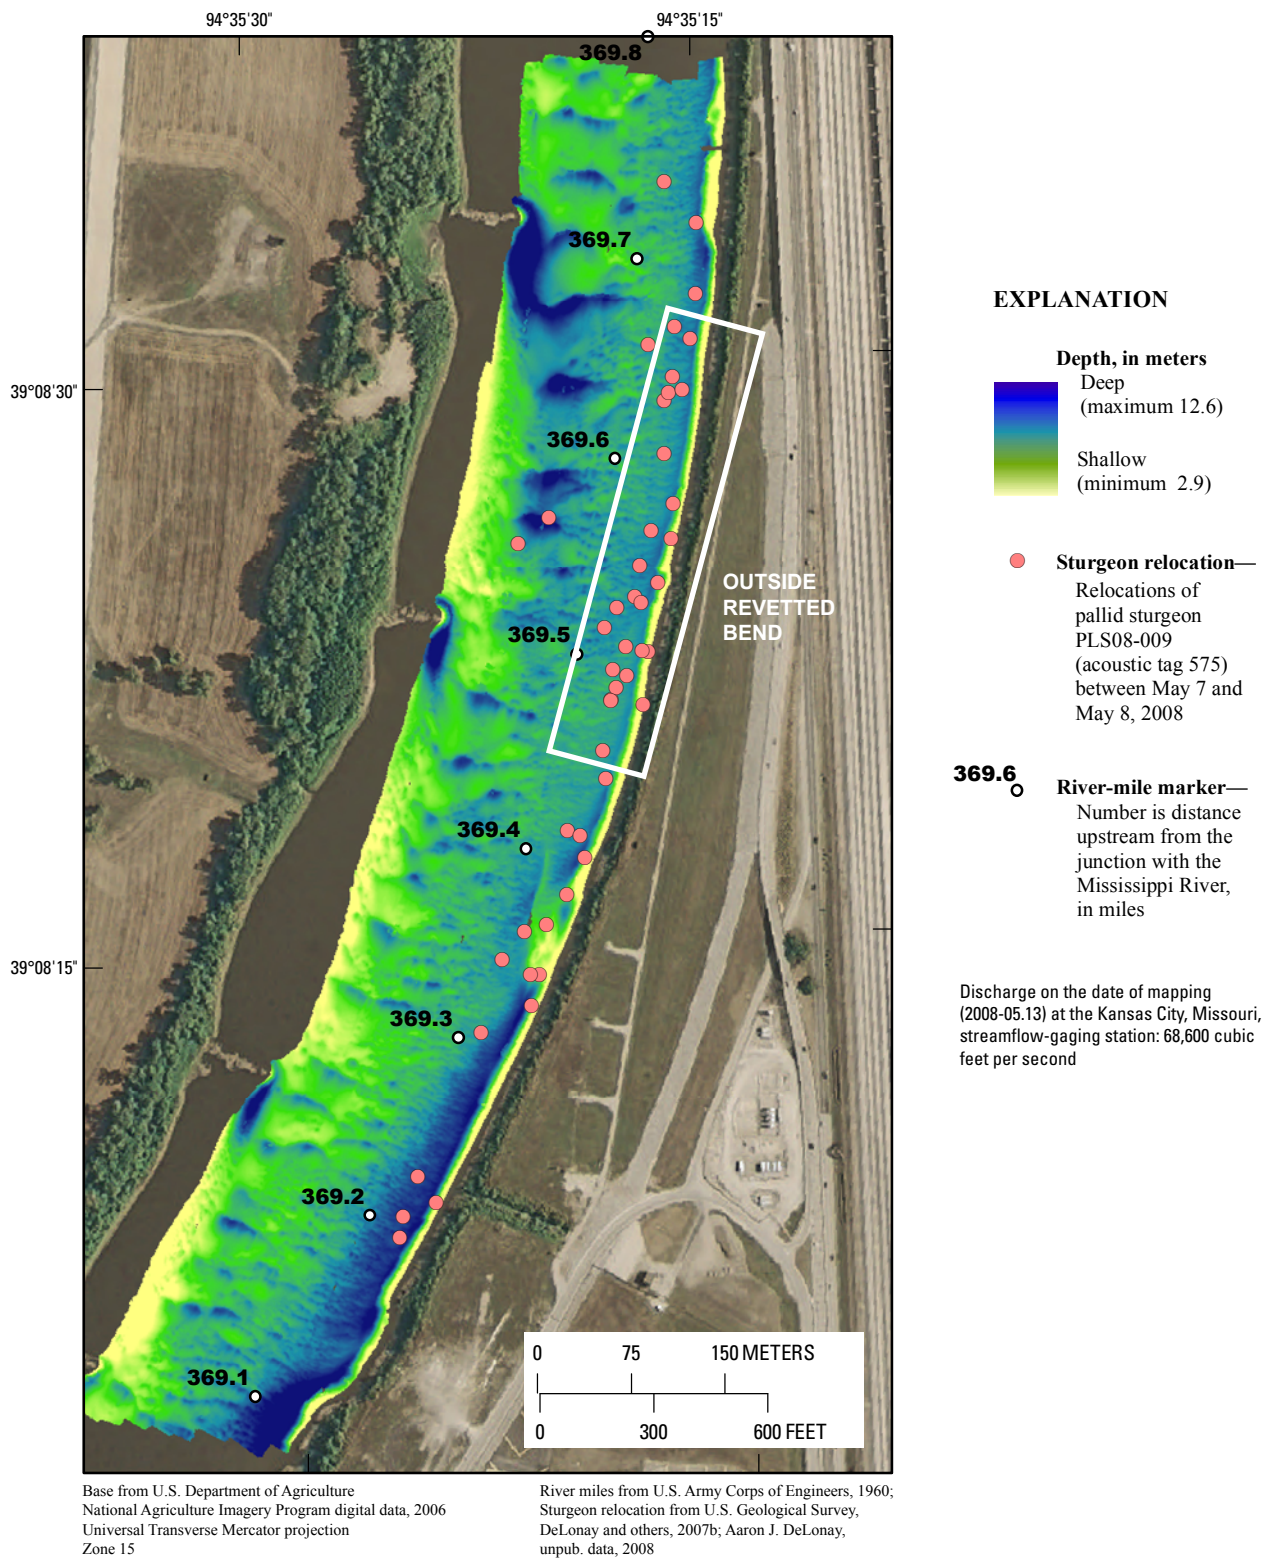 94°35'30"
94°35'15"
369.8
369.7
39°08'30"
369.6
OUTSIDE
REVETTED
BEND
369.5
369.4
39°08'15"
369.3
369.2
369.1
0 75 150 METERS
0 300 600 FEET
EXPLANATION
Depth, in meters
Deep
(maximum 12.6)
Shallow
(minimum 2.9)
Sturgeon relocation—
Relocations of
pallid sturgeon
PLS08-009
(acoustic tag 575)
between May 7 and
May 8, 2008
369.6
River-mile marker—
Number is distance
upstream from the
junction with the
Mississippi River,
in miles
Discharge on the date of mapping
(2008-05.13) at the Kansas City, Missouri,
streamflow-gaging station: 68,600 cubic
feet per second
Base from U.S. Department of Agriculture
National Agriculture Imagery Program digital data, 2006
Universal Transverse Mercator projection
Zone 15
River miles from U.S. Army Corps of Engineers, 1960;
Sturgeon relocation from U.S. Geological Survey,
DeLonay and others, 2007b; Aaron J. DeLonay,
unpub. data, 2008